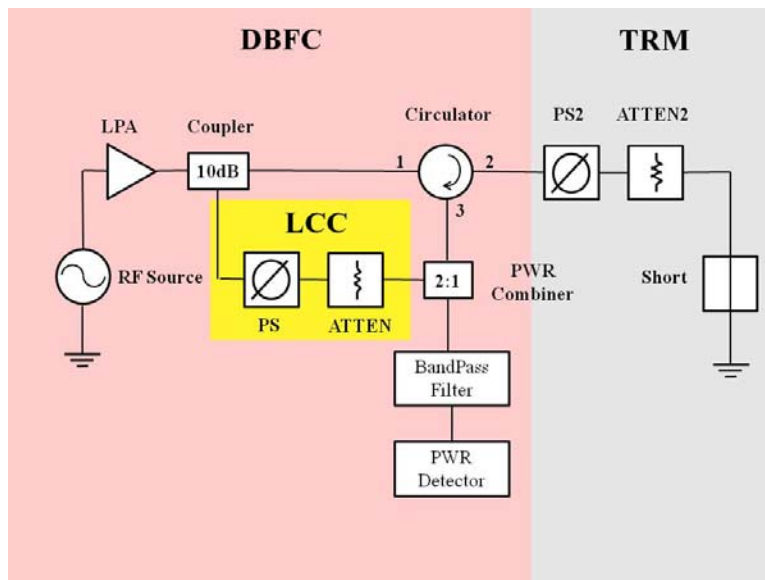 DBFC
TRM
LPA
Coupler
Circulator
PS2
ATTEN2
10dB
1
2
3
LCC
RF Source
2:1
PWR
Combiner
Short
PS
ATTEN
BandPass
Filter
PWR
Detector